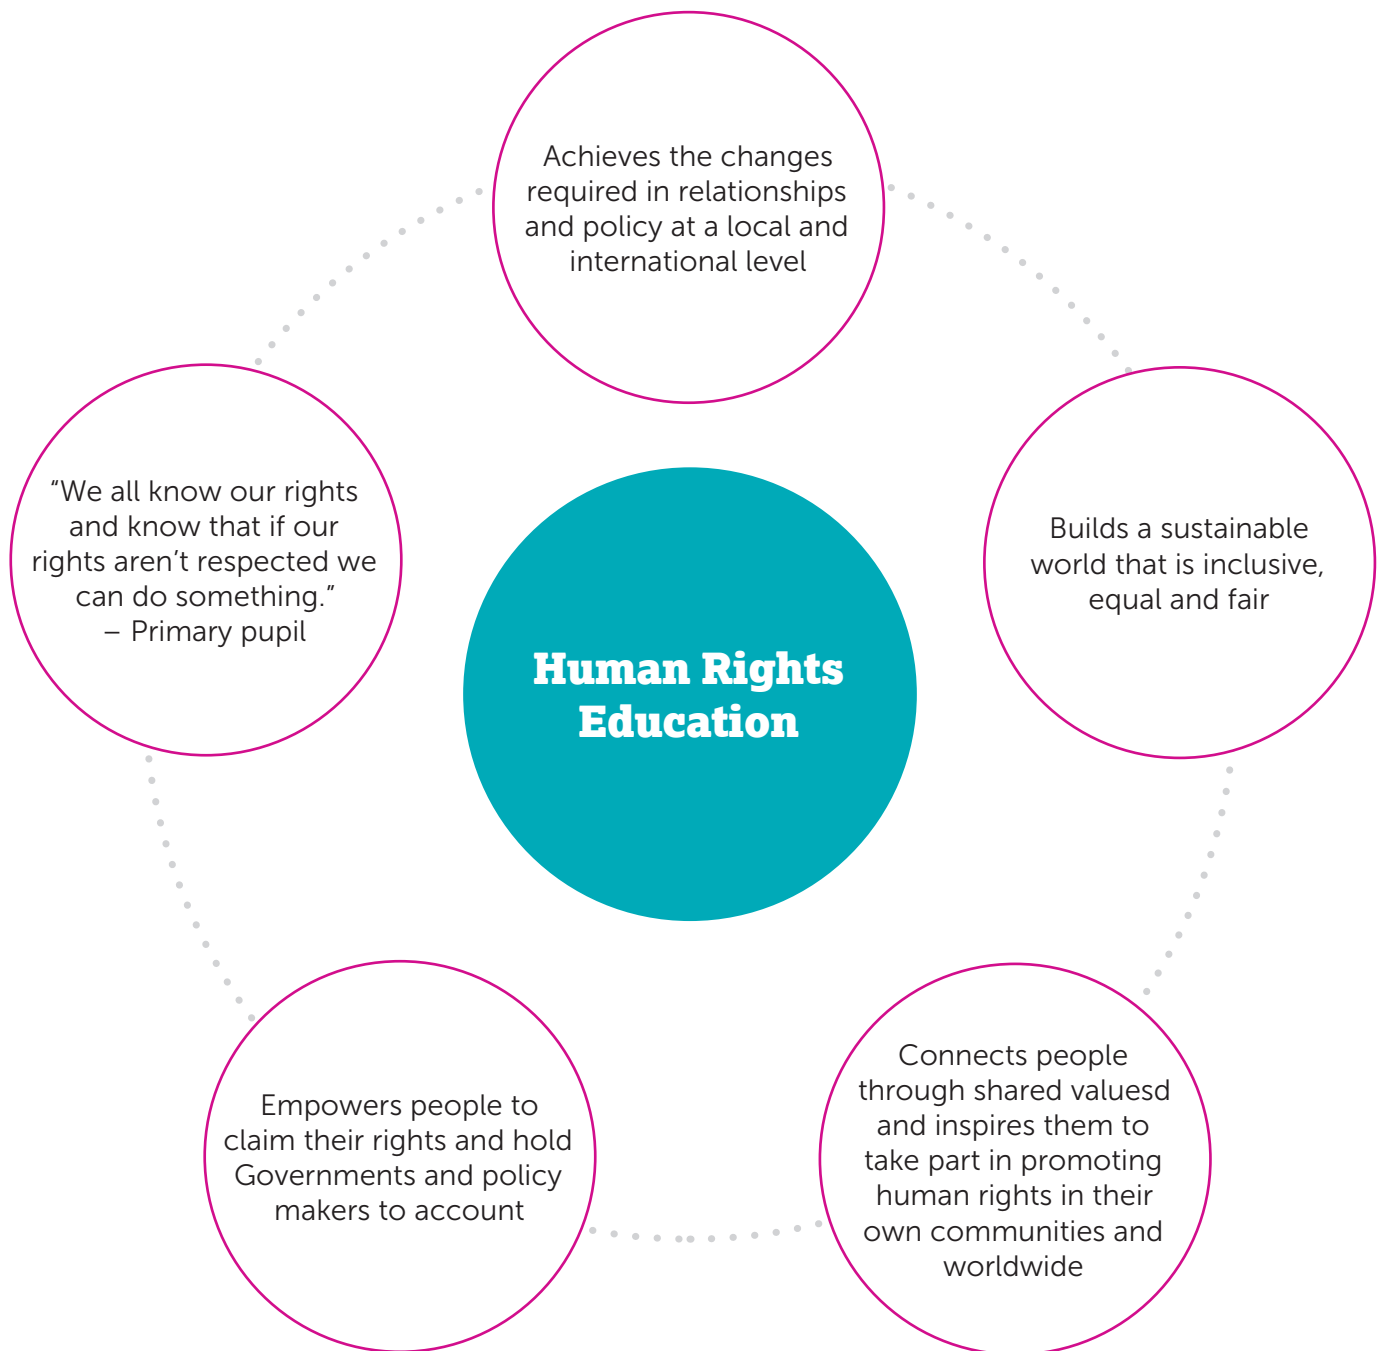 Achieves the changes
required in relationships
and policy at a local and
international level
"We all know our rights
and know that if our
rights aren't respected we
can do something."
– Primary pupil
Builds a sustainable
world that is inclusive,
equal and fair
Human Rights
Education
Empowers people to
claim their rights and hold
Governments and policy
makers to account
Connects people
through shared valuesd
and inspires them to
take part in promoting
human rights in their
own communities and
worldwide